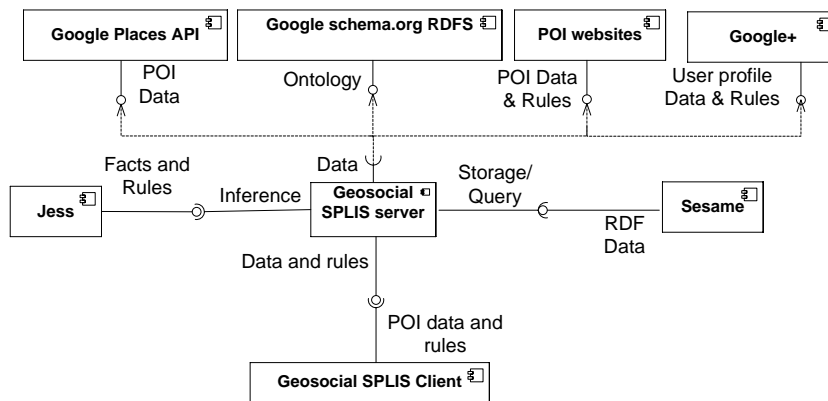 Google Places API
Google schema.org RDFS
POI websites
Google+
POI
Data
Ontology
POI Data
& Rules
User profile
Data & Rules
Facts and
Rules
Data
Storage/
Query
Jess
Inference
Geosocial
SPLIS server
Sesame
RDF
Data
Data and rules
POI data and
rules
Geosocial SPLIS Client